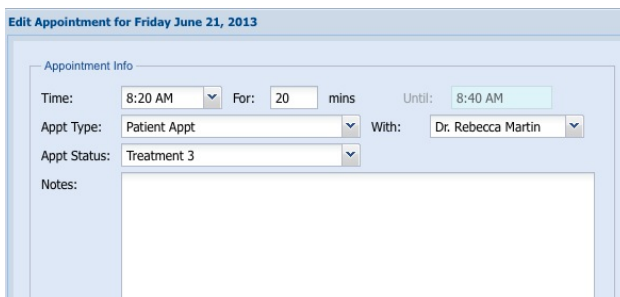 Edit Appointment for Friday June 21, 2013
Appointment Info
Time: 8:20 AM For: 20 mins Until: 8:40 AM
Appt Type: Patient Appt With: Dr. Rebecca Martin
Appt Status: Treatment 3
Notes: